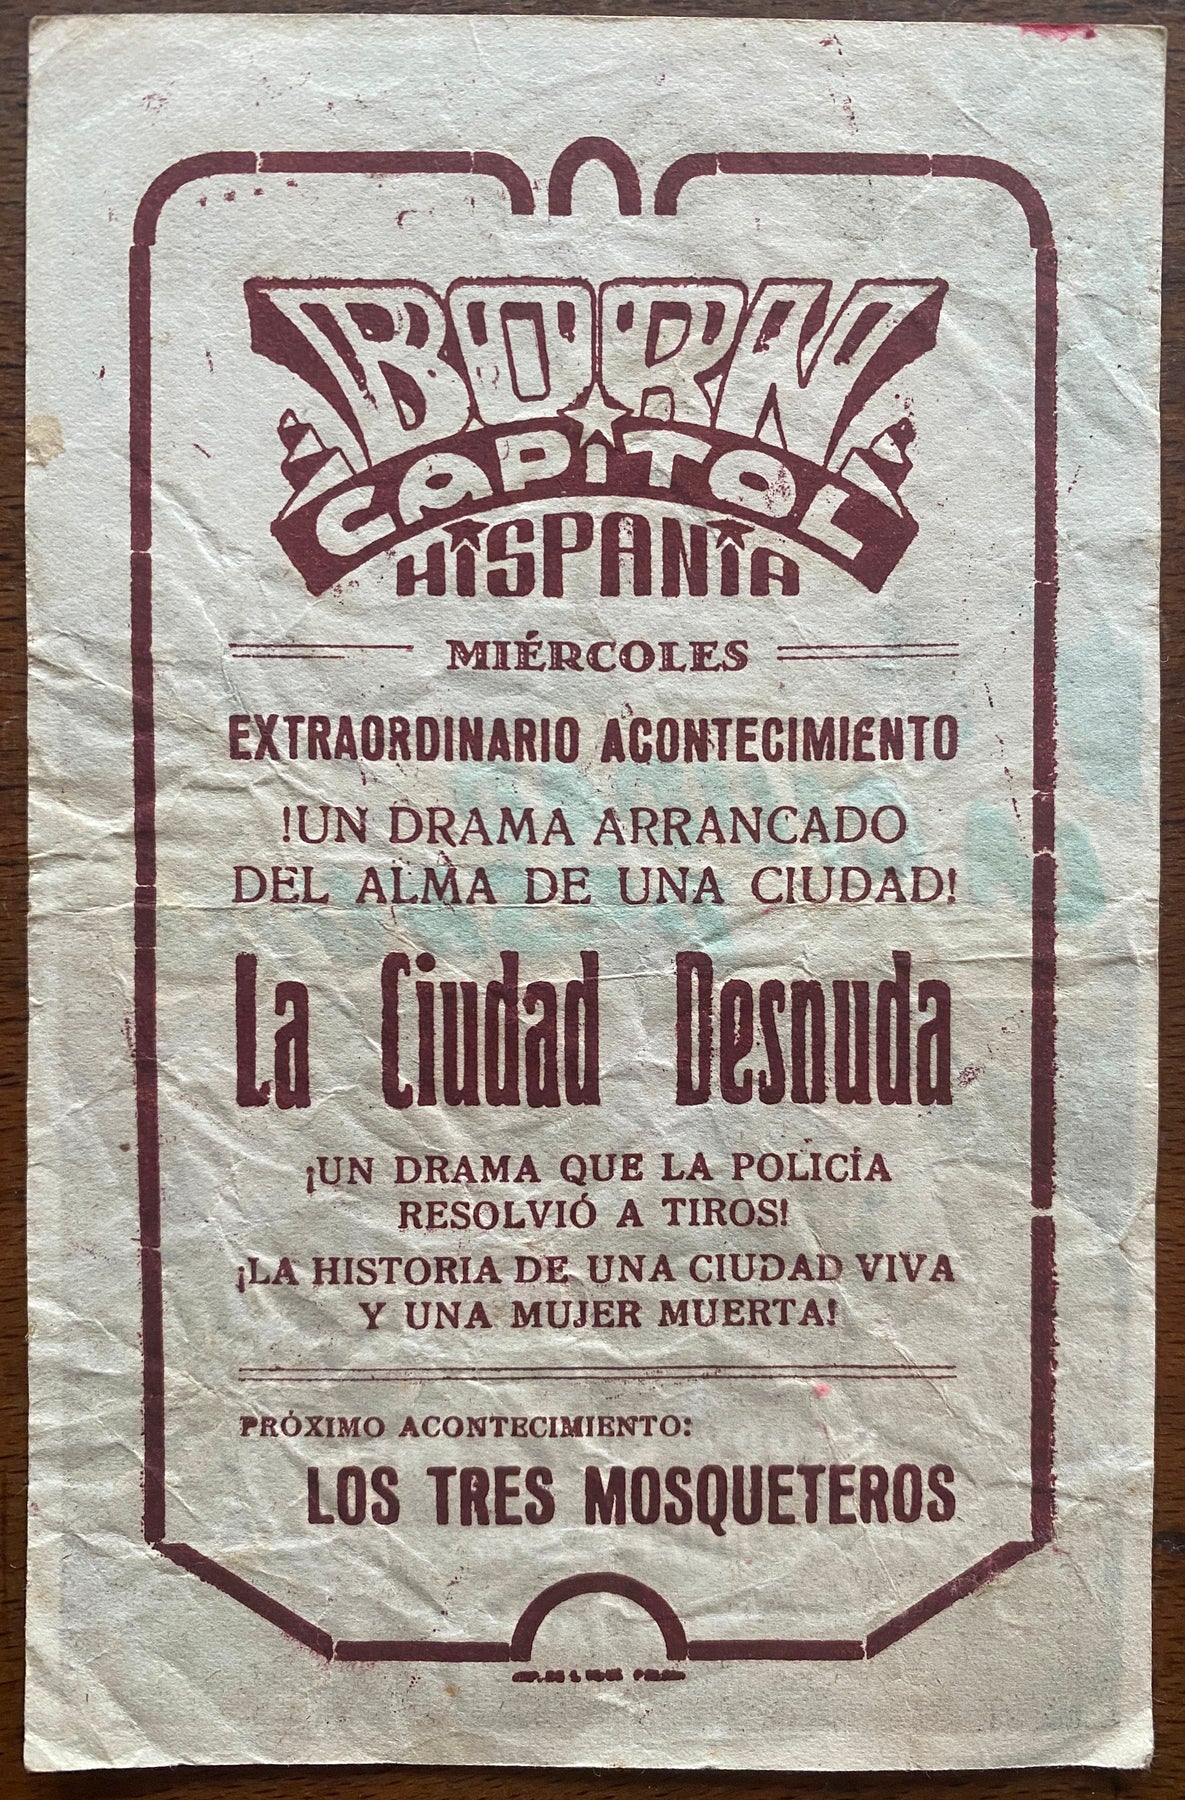 BORN
CAPITOL
HISPANIA
MIÉRCOLES
EXTRAORDINARIO ACONTECIMIENTO
!UN DRAMA ARRANCADO
DEL ALMA DE UNA CIUDAD!
La Ciudad Desnuda
¡UN DRAMA QUE LA POLICÍA
RESOLVIÓ A TIROS!
¡LA HISTORIA DE UNA CIUDAD VIVA
Y UNA MUJER MUERTA!
PRÓXIMO ACONTECIMIENTO:
LOS TRES MOSQUETEROS